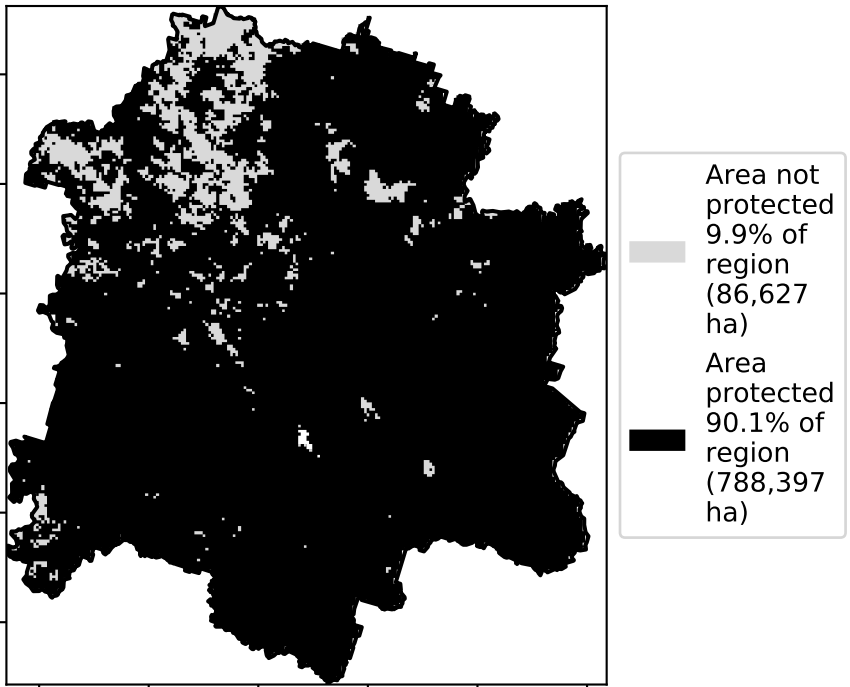 Area not
protected
9.9% of
region
(86,627
ha)
Area
protected
90.1% of
region
(788,397
ha)